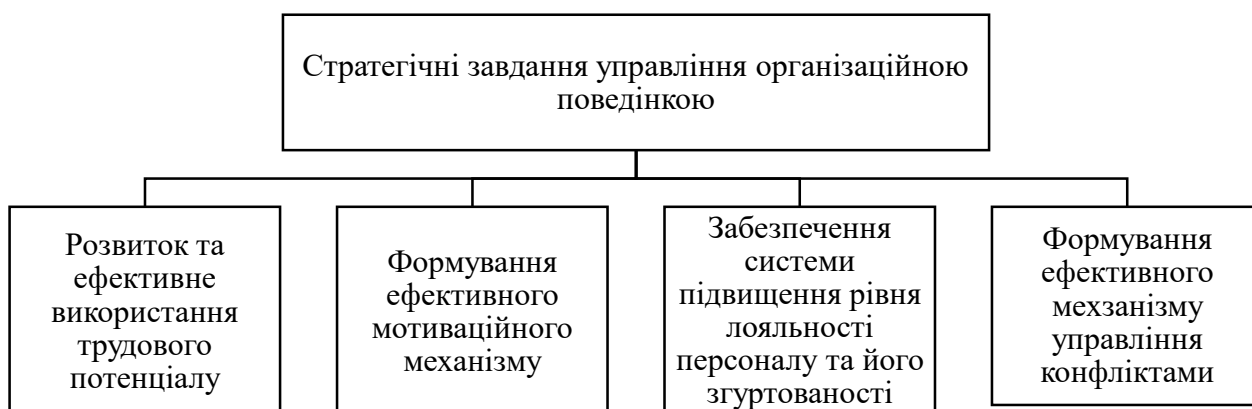 Стратегічні завдання управління організаційною
поведінкою
Розвиток та
ефективне
використання
трудового
потенціалу
Формування
ефективного
мотиваційного
механізму
Забезпечення
системи
підвищення рівня
лояльності
персоналу та його
згуртованості
Формування
ефективного
мехзанізму
управління
конфліктами